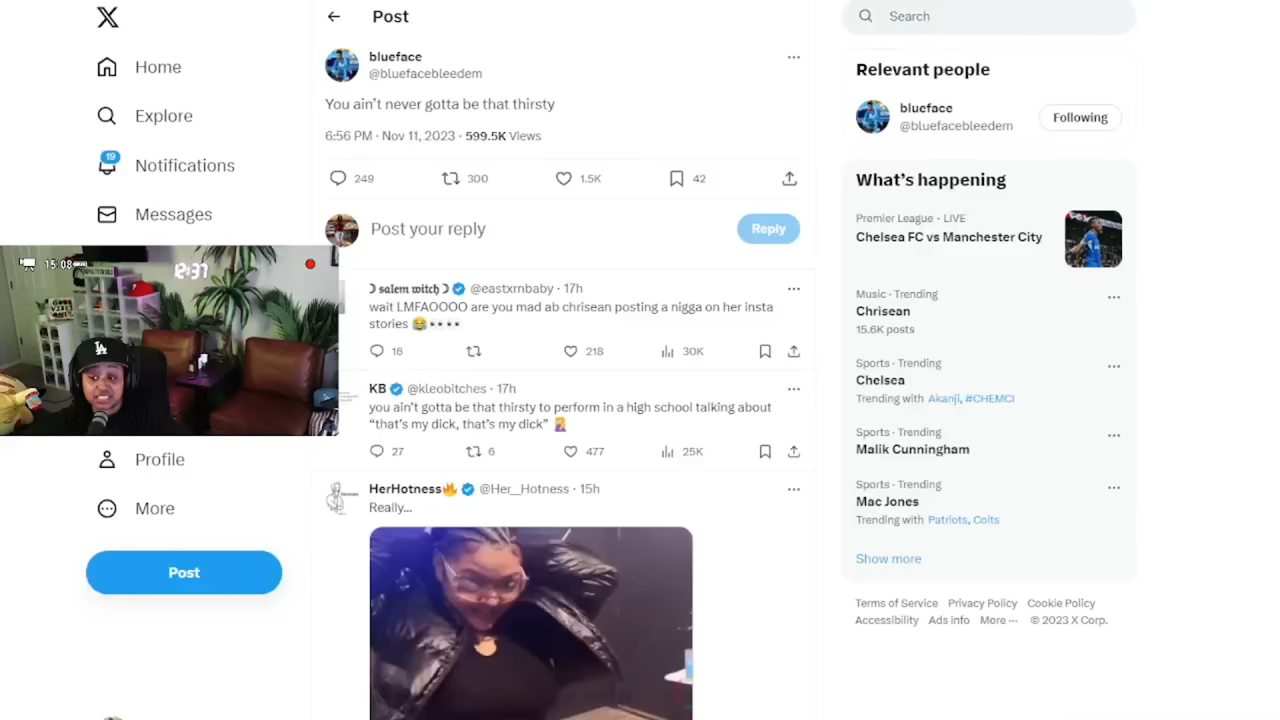 Home
Explore
19
Notifications
Messages
15:08
12:37
LA
Profile
More
Post
Post
blueface
@bluefacebleedem
You ain't never gotta be that thirsty
6:56 PM · Nov 11, 2023 · 599.5K Views
249
300
1.5K
42
Post your reply
Reply
☽ salem witch ☽ @eastxrnbaby · 17h
wait LMFAOOOO are you mad ab chrisean posting a nigga on her insta
stories 😂👀👀
16
218
30K
KB @kleobitches · 17h
you ain't gotta be that thirsty to perform in a high school talking about
"that's my dick, that's my dick" 🤦‍♀️
27
6
477
25K
HerHotness🔥 @Her__Hotness · 15h
Really...
Search
Relevant people
blueface
@bluefacebleedem
Following
What's happening
Premier League · LIVE
Chelsea FC vs Manchester City
Music · Trending
Chrisean
15.6K posts
Sports · Trending
Chelsea
Trending with Akanji, #CHEMCI
Sports · Trending
Malik Cunningham
Sports · Trending
Mac Jones
Trending with Patriots, Colts
Show more
Terms of Service Privacy Policy Cookie Policy
Accessibility Ads info More ··· © 2023 X Corp.